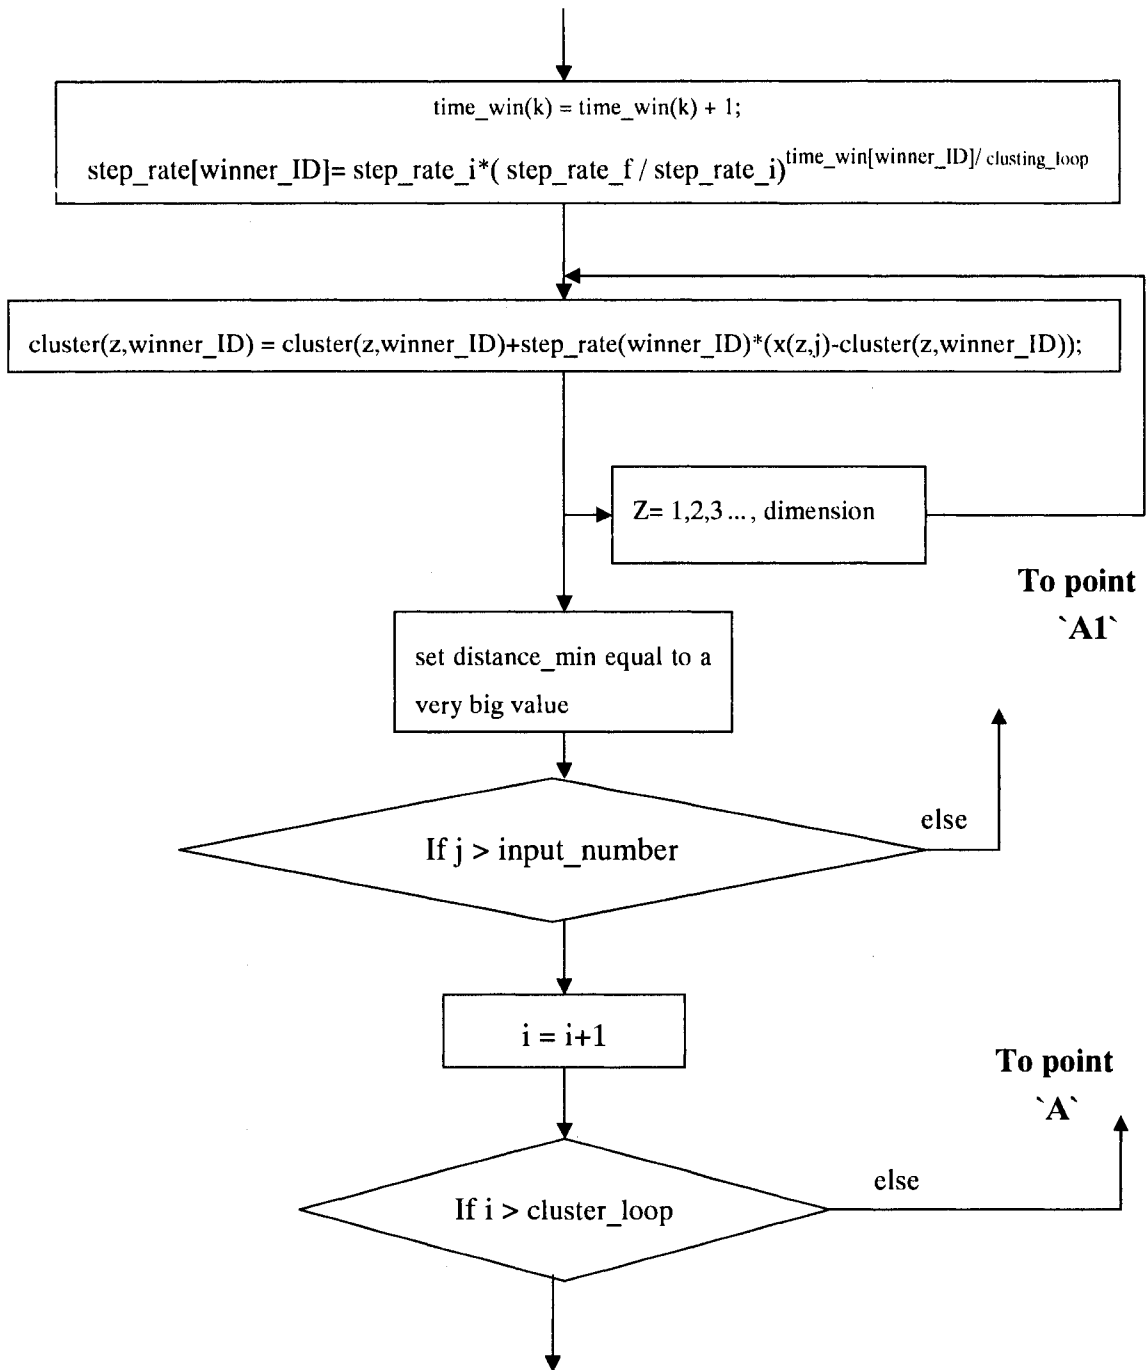 time_win(k) = time_win(k) + 1;
step_rate[winner_ID]= step_rate_i*( step_rate_f / step_rate_i)^time_win[winner_ID]/ clusting_loop
cluster(z,winner_ID) = cluster(z,winner_ID)+step_rate(winner_ID)*(x(z,j)-cluster(z,winner_ID));
Z= 1,2,3 ... , dimension
To point
`A1`
set distance_min equal to a
very big value
else
If j > input_number
i = i+1
To point
`A`
else
If i > cluster_loop